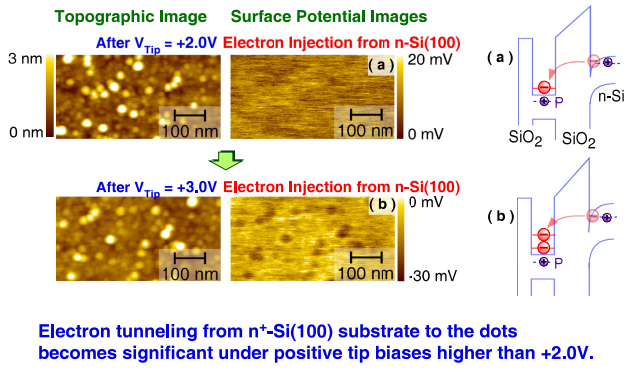 Topographic Image
Surface Potential Images
After VTip = +2.0V
Electron Injection from n-Si(100)
3 nm
0 nm
100 nm
(a)
100 nm
20 mV
0 mV
(a)
P
n-Si
SiO2
SiO2
After VTip = +3.0V
Electron Injection from n-Si(100)
100 nm
(b)
100 nm
0 mV
-30 mV
(b)
P
Electron tunneling from n+-Si(100) substrate to the dots
becomes significant under positive tip biases higher than +2.0V.